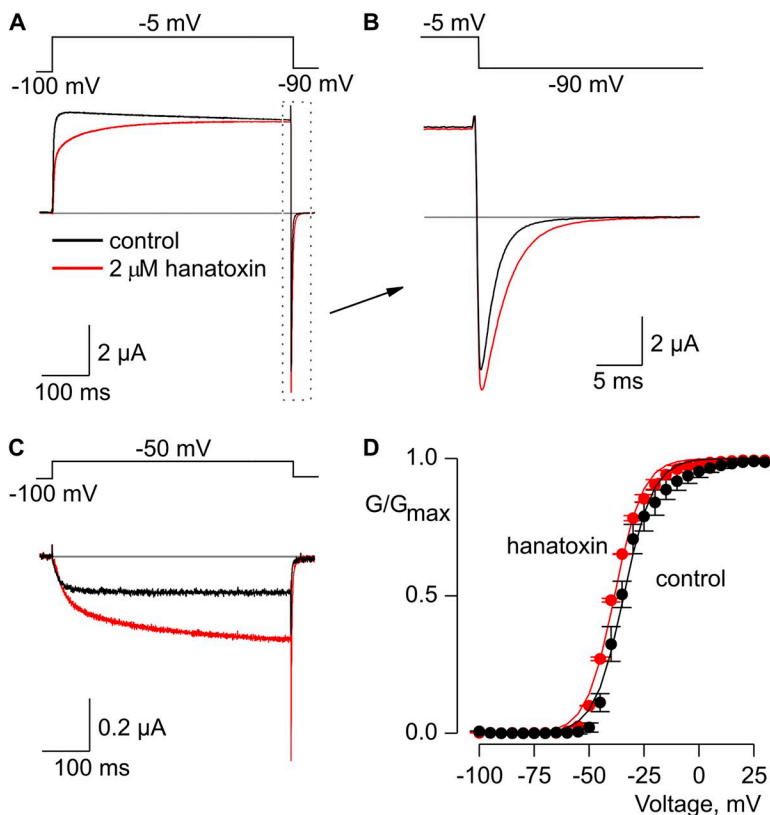 A
-5 mV
-100 mV
-90 mV
control
2 μM hanatoxin
2 μA
100 ms
B
-5 mV
-90 mV
2 μA
5 ms
C
-50 mV
-100 mV
0.2 μA
100 ms
D
1.0
G/Gmax
hanatoxin
control
0.5
0.0
-100 -75 -50 -25 0 25
Voltage, mV